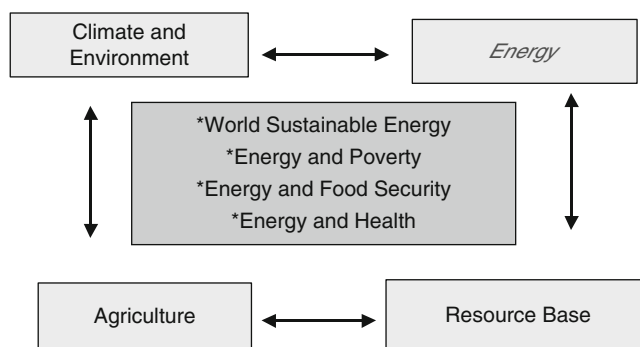 Climate and
Environment
Energy
*World Sustainable Energy
*Energy and Poverty
*Energy and Food Security
*Energy and Health
Agriculture
Resource Base